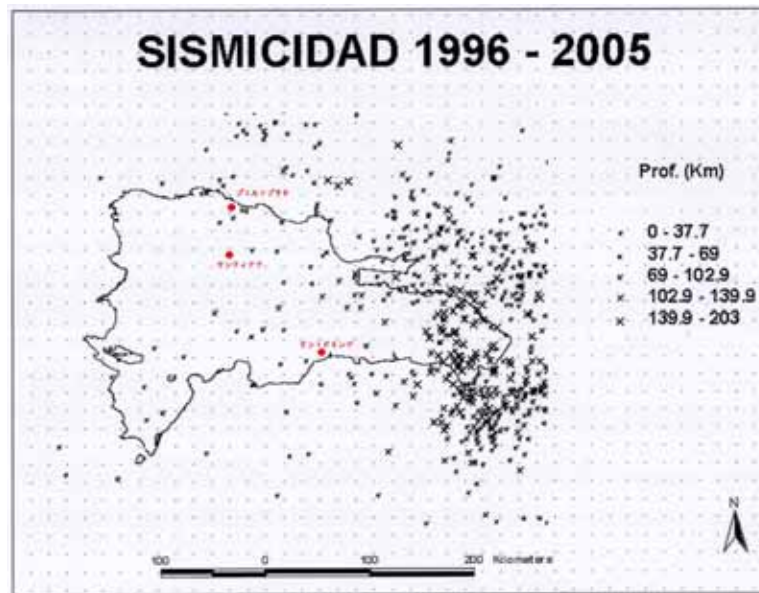 SISMICIDAD 1996 - 2005
Prof. (Km)
0 - 37.7
37.7 - 69
69 - 102.9
102.9 - 139.9
139.9 - 203
N
100 0 100 200 Kilometers